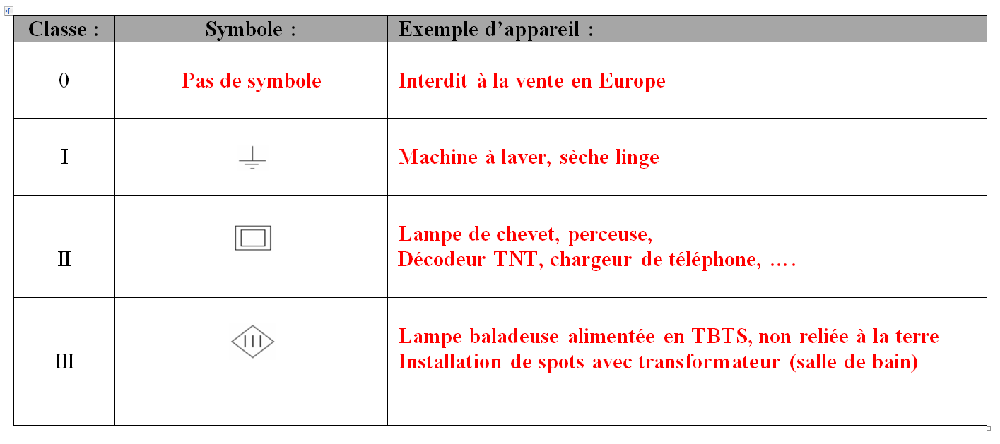 Classe : Symbole : Exemple d’appareil :
0 Pas de symbole Interdit à la vente en Europe
I Machine à laver, sèche linge
II Lampe de chevet, perceuse,
Décodeur TNT, chargeur de téléphone, ….
III Lampe baladeuse alimentée en TBTS, non reliée à la terre
Installation de spots avec transformateur (salle de bain)